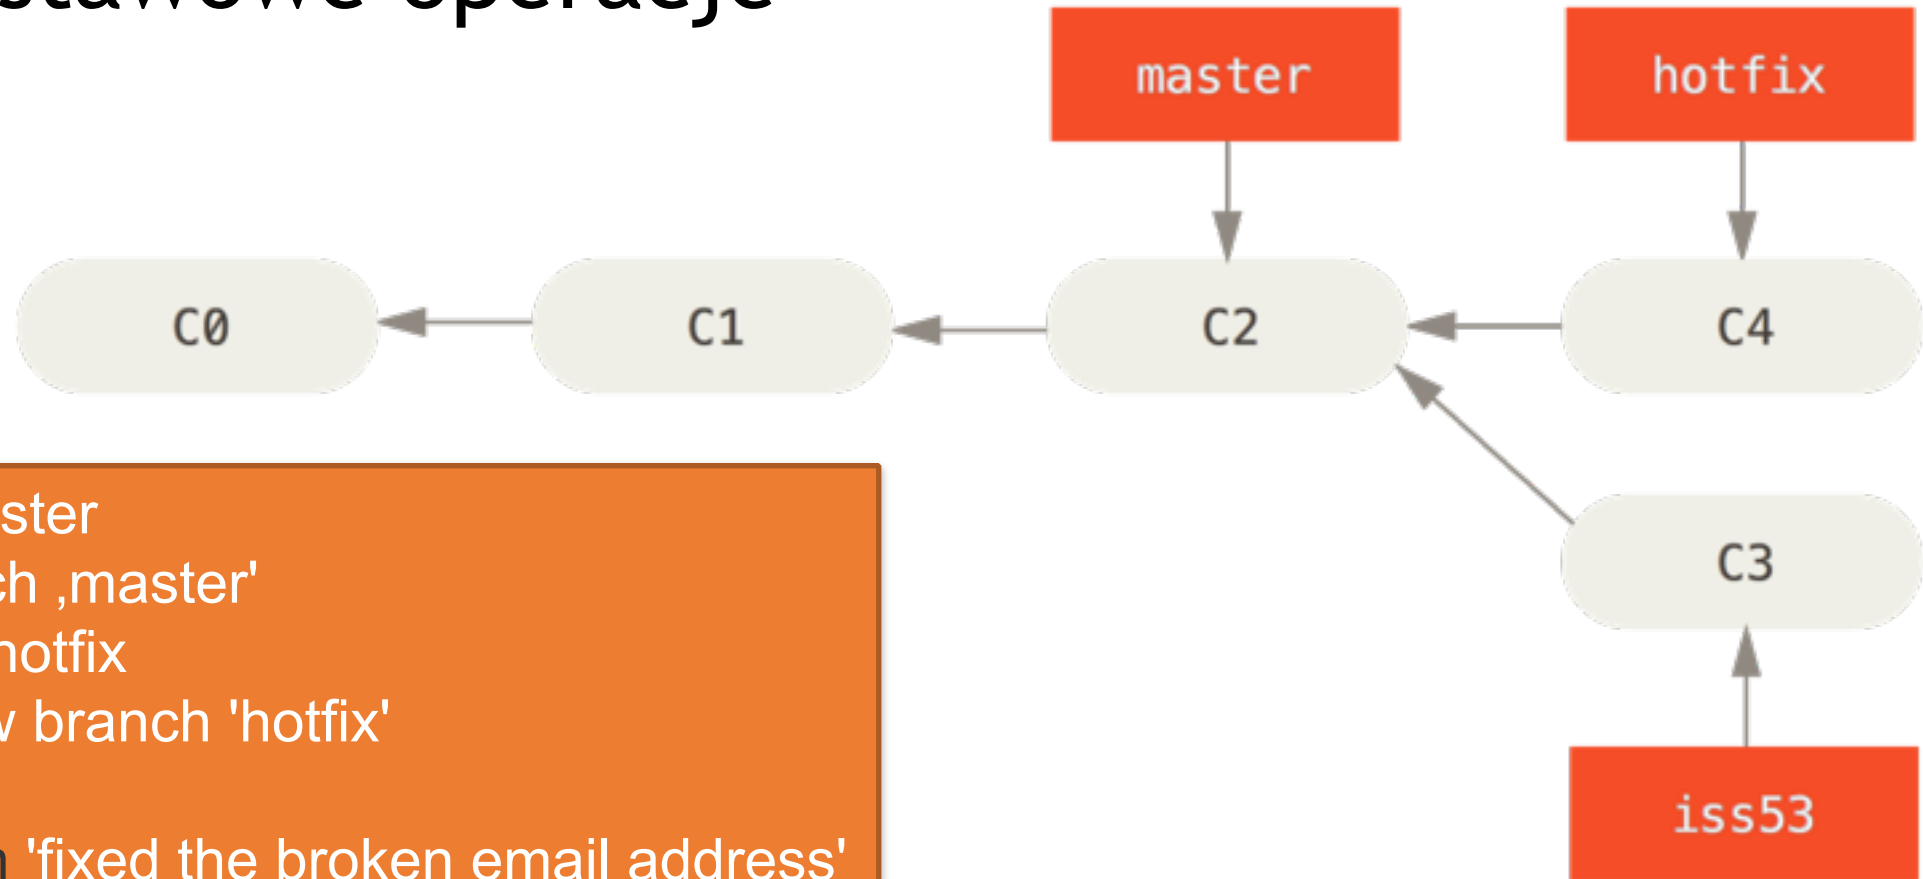 operacje
master hotfix
C0 C1 C2 C4
ster
ch ‚master'
hotfix
C3
branch 'hotfix'
iss53
'fixed the broken email address'